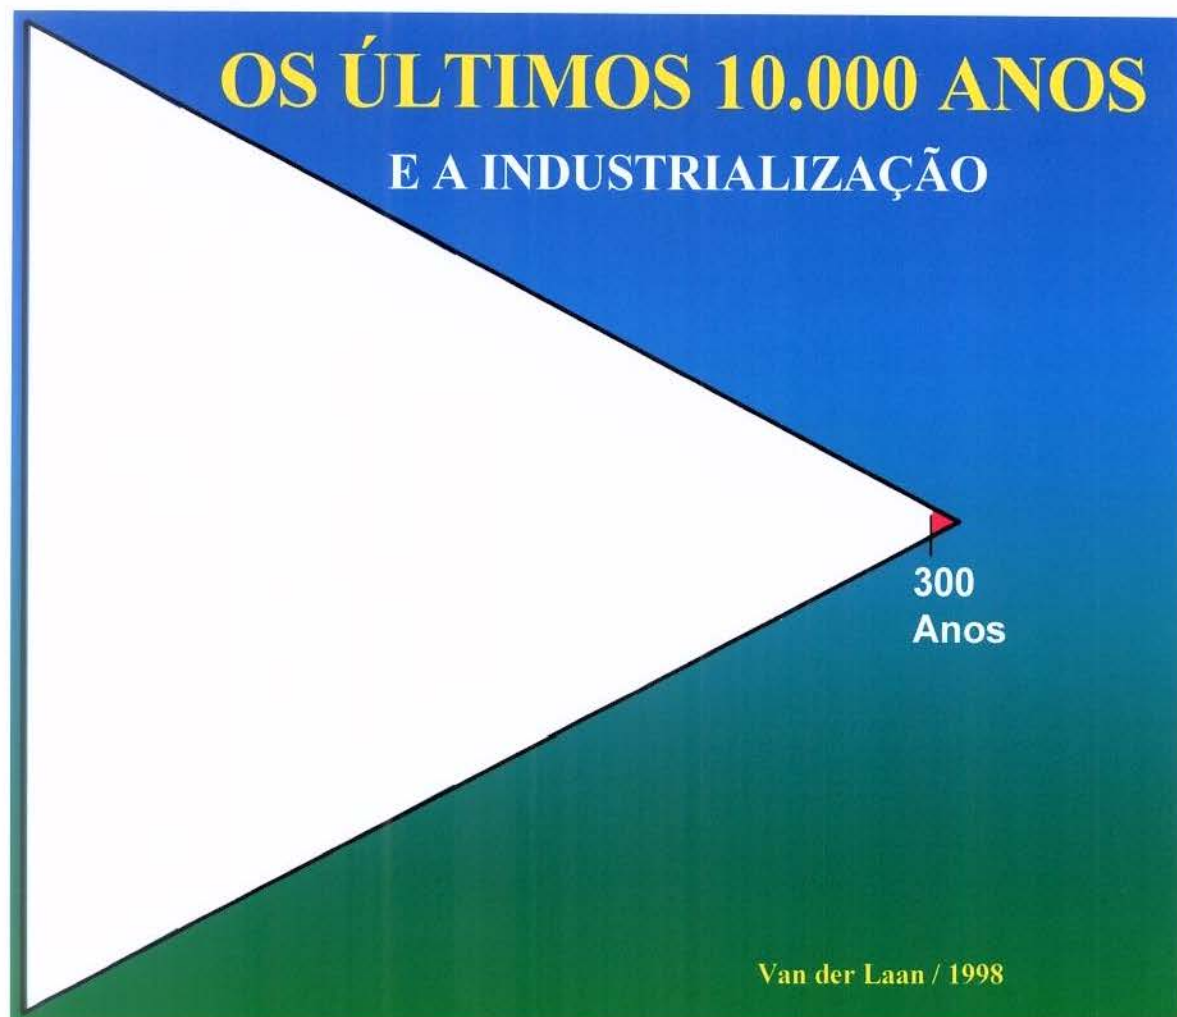 OS ÚLTIMOS 10.000 ANOS
E A INDUSTRIALIZAÇÃO
300
Anos
Van der Laan / 1998